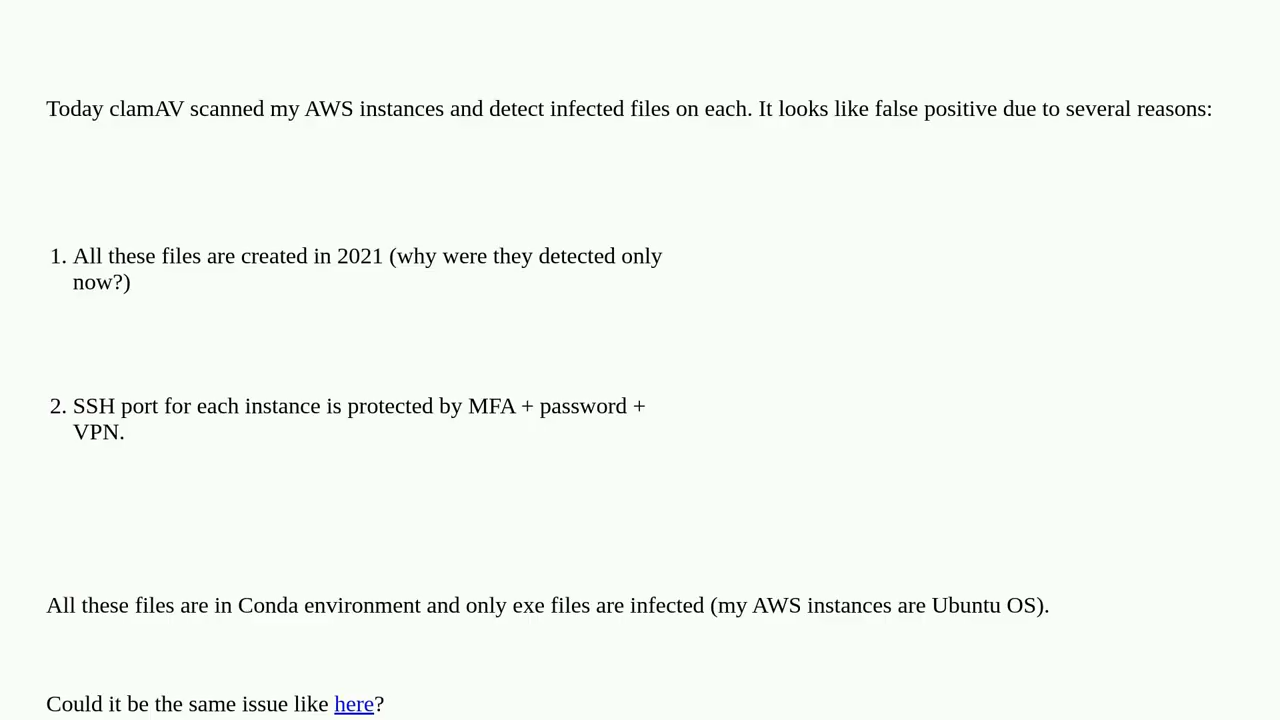 Today clamAV scanned my AWS instances and detect infected files on each. It looks like false positive due to several reasons:
1. All these files are created in 2021 (why were they detected only
now?)
2. SSH port for each instance is protected by MFA + password +
VPN.
All these files are in Conda environment and only exe files are infected (my AWS instances are Ubuntu OS).
Could it be the same issue like here?